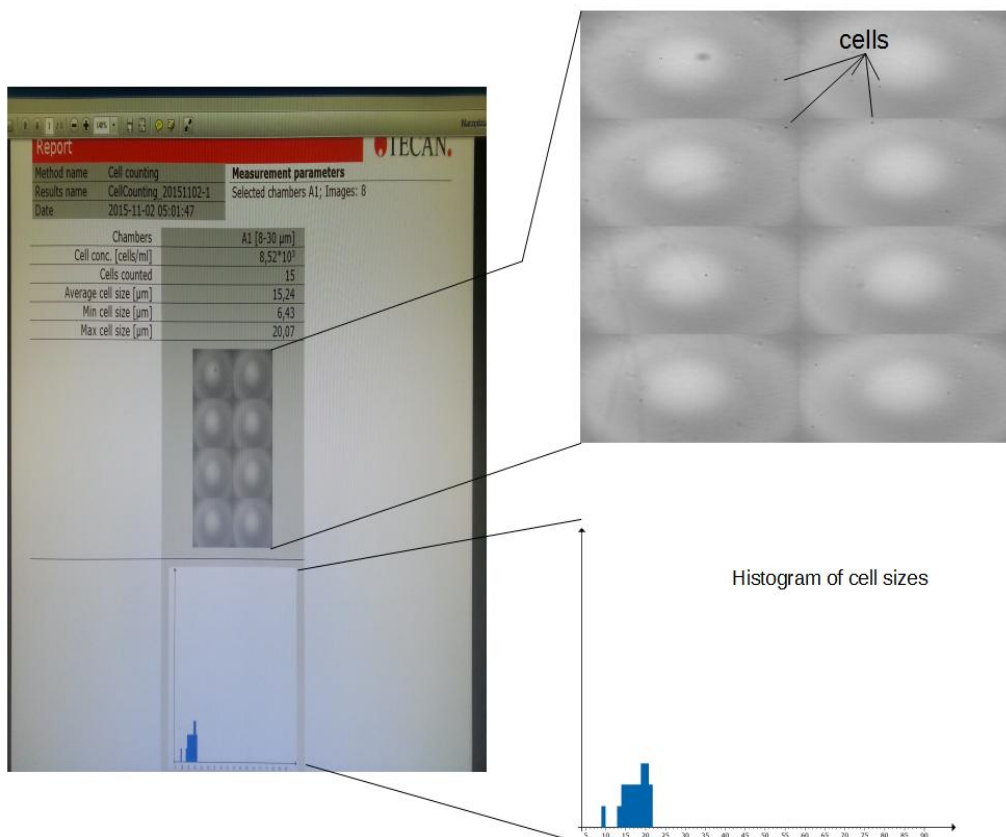 145%
Report
TECAN.
Method name Cell counting
Results name CellCounting_20151102-1
Date 2015-11-02 05:01:47
Measurement parameters
Selected chambers A1; Images: 8
Chambers A1 [8-30 µm]
Cell conc. [cells/ml] 8,52*10³
Cells counted 15
Average cell size [µm] 15,24
Min cell size [µm] 6,43
Max cell size [µm] 20,07
cells
Histogram of cell sizes
5 10 15 20 25 30 35 40 45 50 55 60 65 70 75 80 85 90